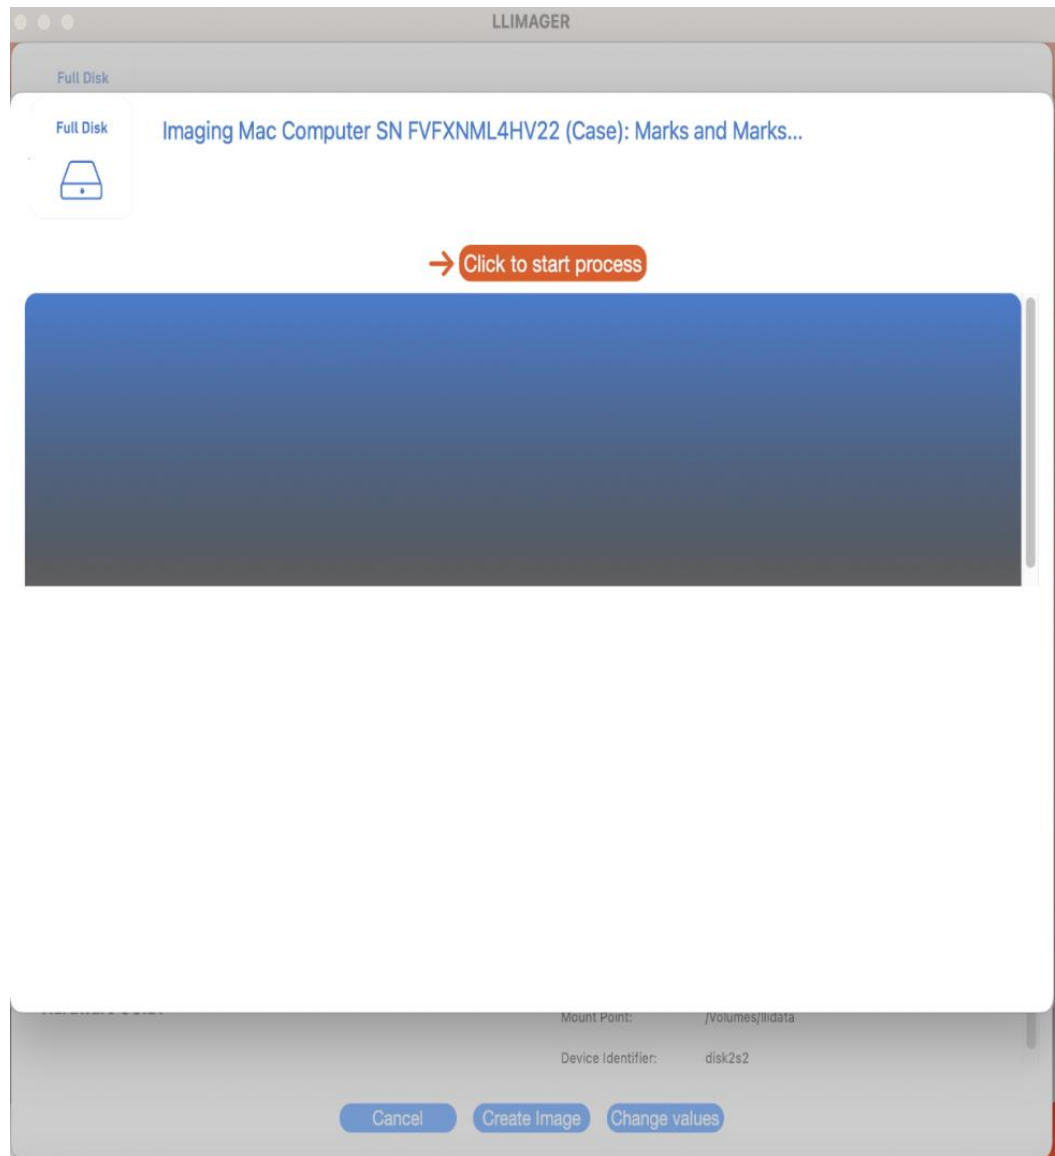 LLIMAGER
Full Disk
Full Disk
Imaging Mac Computer SN FVFXNML4HV22 (Case): Marks and Marks...
Click to start process
Mount Point: /Volumes/llidata
Device Identifier: disk2s2
Cancel Create Image Change values